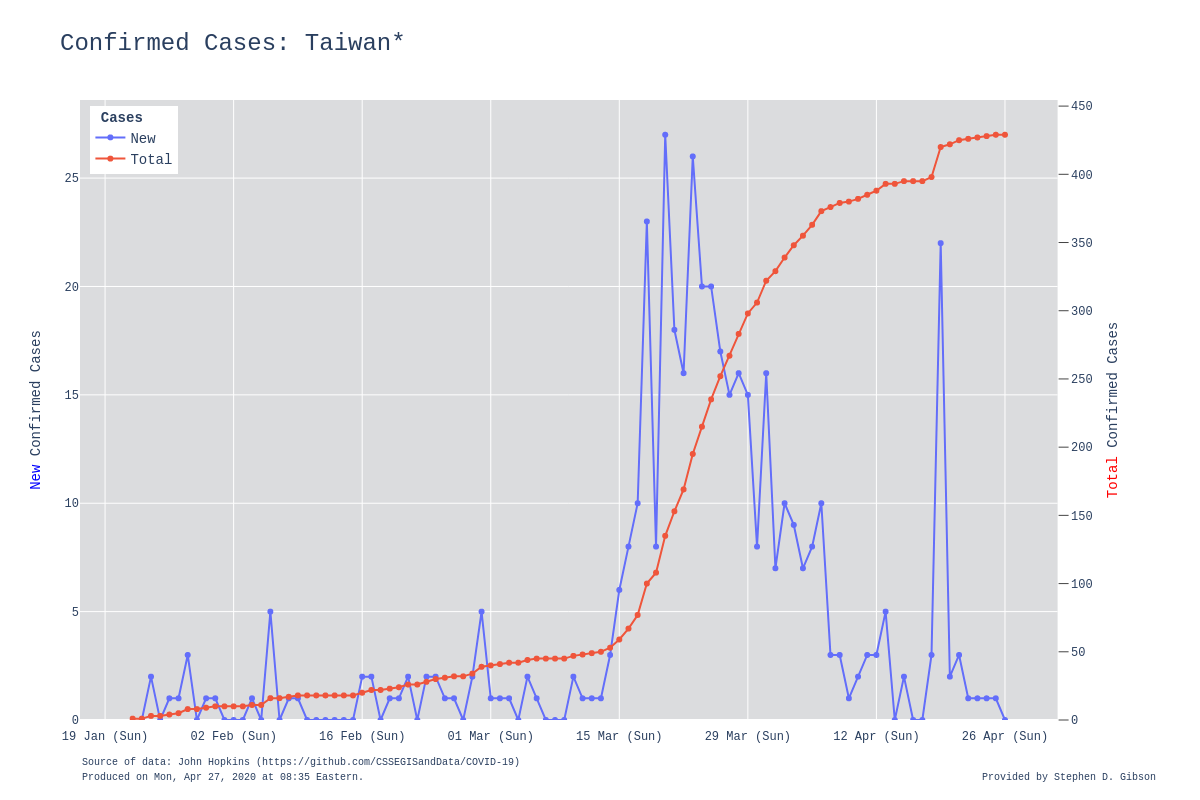 Confirmed Cases: Taiwan*
Cases
New
Total
25
20
15
10
5
0
New Confirmed Cases
450
400
350
300
250
200
150
100
50
0
Total Confirmed Cases
19 Jan (Sun) 02 Feb (Sun) 16 Feb (Sun) 01 Mar (Sun) 15 Mar (Sun) 29 Mar (Sun) 12 Apr (Sun) 26 Apr (Sun)
Source of data: John Hopkins (https://github.com/CSSEGISandData/COVID-19)
Produced on Mon, Apr 27, 2020 at 08:35 Eastern.
Provided by Stephen D. Gibson